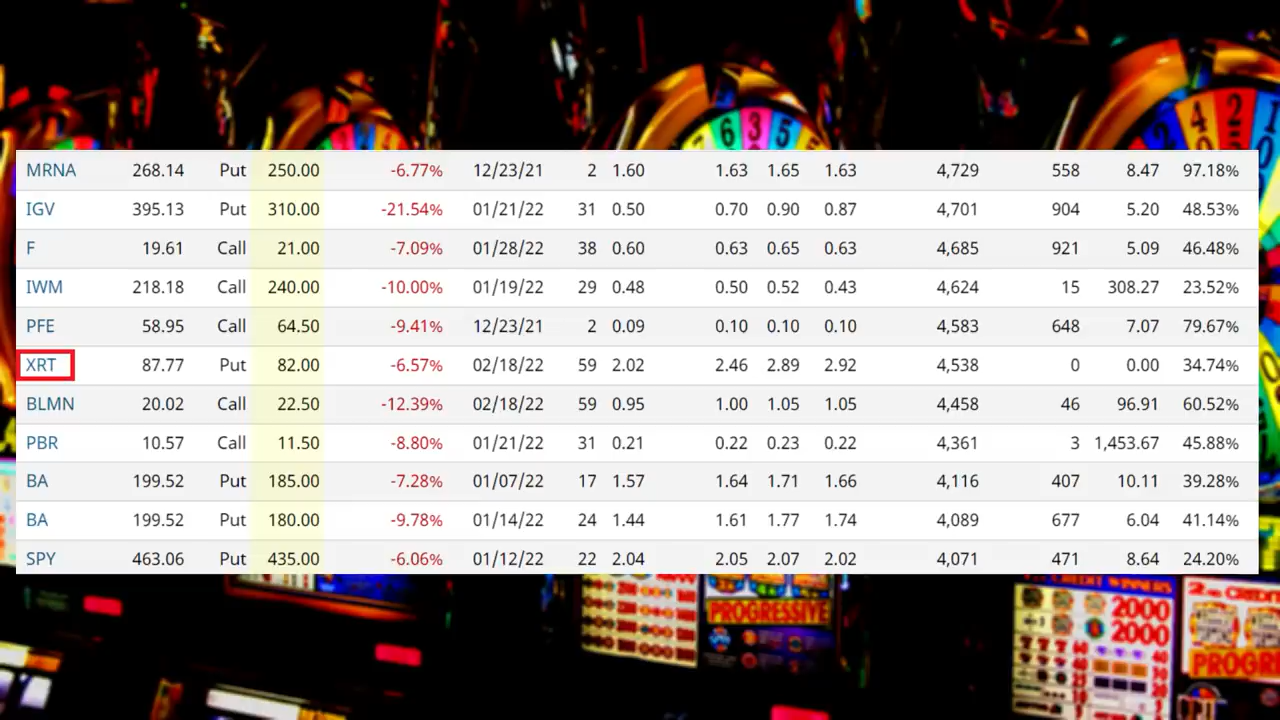 6 3 5
4 2
MRNA 268.14 Put 250.00 -6.77% 12/23/21 2 1.60 1.63 1.65 1.63 4,729 558 8.47 97.18%
IGV 395.13 Put 310.00 -21.54% 01/21/22 31 0.50 0.70 0.90 0.87 4,701 904 5.20 48.53%
F 19.61 Call 21.00 -7.09% 01/28/22 38 0.60 0.63 0.65 0.63 4,685 921 5.09 46.48%
IWM 218.18 Call 240.00 -10.00% 01/19/22 29 0.48 0.50 0.52 0.43 4,624 15 308.27 23.52%
PFE 58.95 Call 64.50 -9.41% 12/23/21 2 0.09 0.10 0.10 0.10 4,583 648 7.07 79.67%
XRT 87.77 Put 82.00 -6.57% 02/18/22 59 2.02 2.46 2.89 2.92 4,538 0 0.00 34.74%
BLMN 20.02 Call 22.50 -12.39% 02/18/22 59 0.95 1.00 1.05 1.05 4,458 46 96.91 60.52%
PBR 10.57 Call 11.50 -8.80% 01/21/22 31 0.21 0.22 0.23 0.22 4,361 3 1,453.67 45.88%
BA 199.52 Put 185.00 -7.28% 01/07/22 17 1.57 1.64 1.71 1.66 4,116 407 10.11 39.28%
BA 199.52 Put 180.00 -9.78% 01/14/22 24 1.44 1.61 1.77 1.74 4,089 677 6.04 41.14%
SPY 463.06 Put 435.00 -6.06% 01/12/22 22 2.04 2.05 2.07 2.02 4,071 471 8.64 24.20%
PROGRESSIVE
CREDIT WINNERS
2000
2000